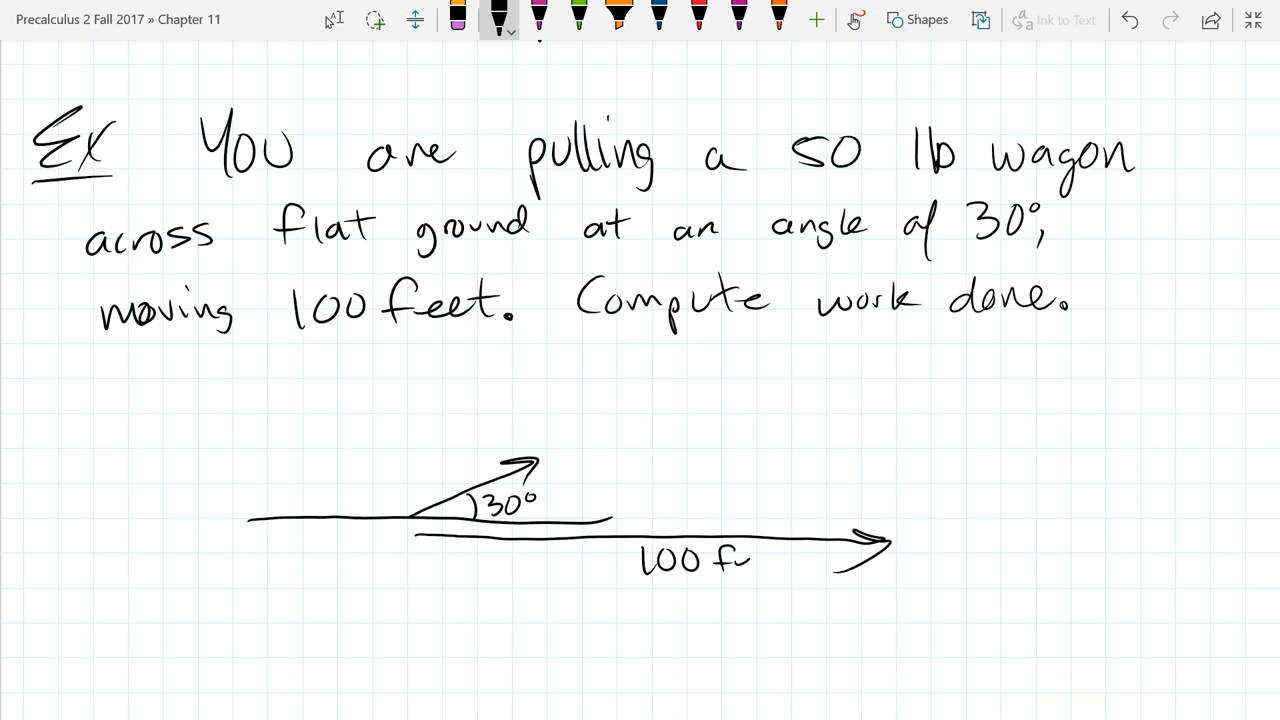 Precalculus 2 Fall 2017 » Chapter 11
Shapes
Ink to Text
Ex You are pulling a 50 lb wagon
across flat ground at an angle of 30°,
moving 100 feet. Compute work done.
30°
100 f